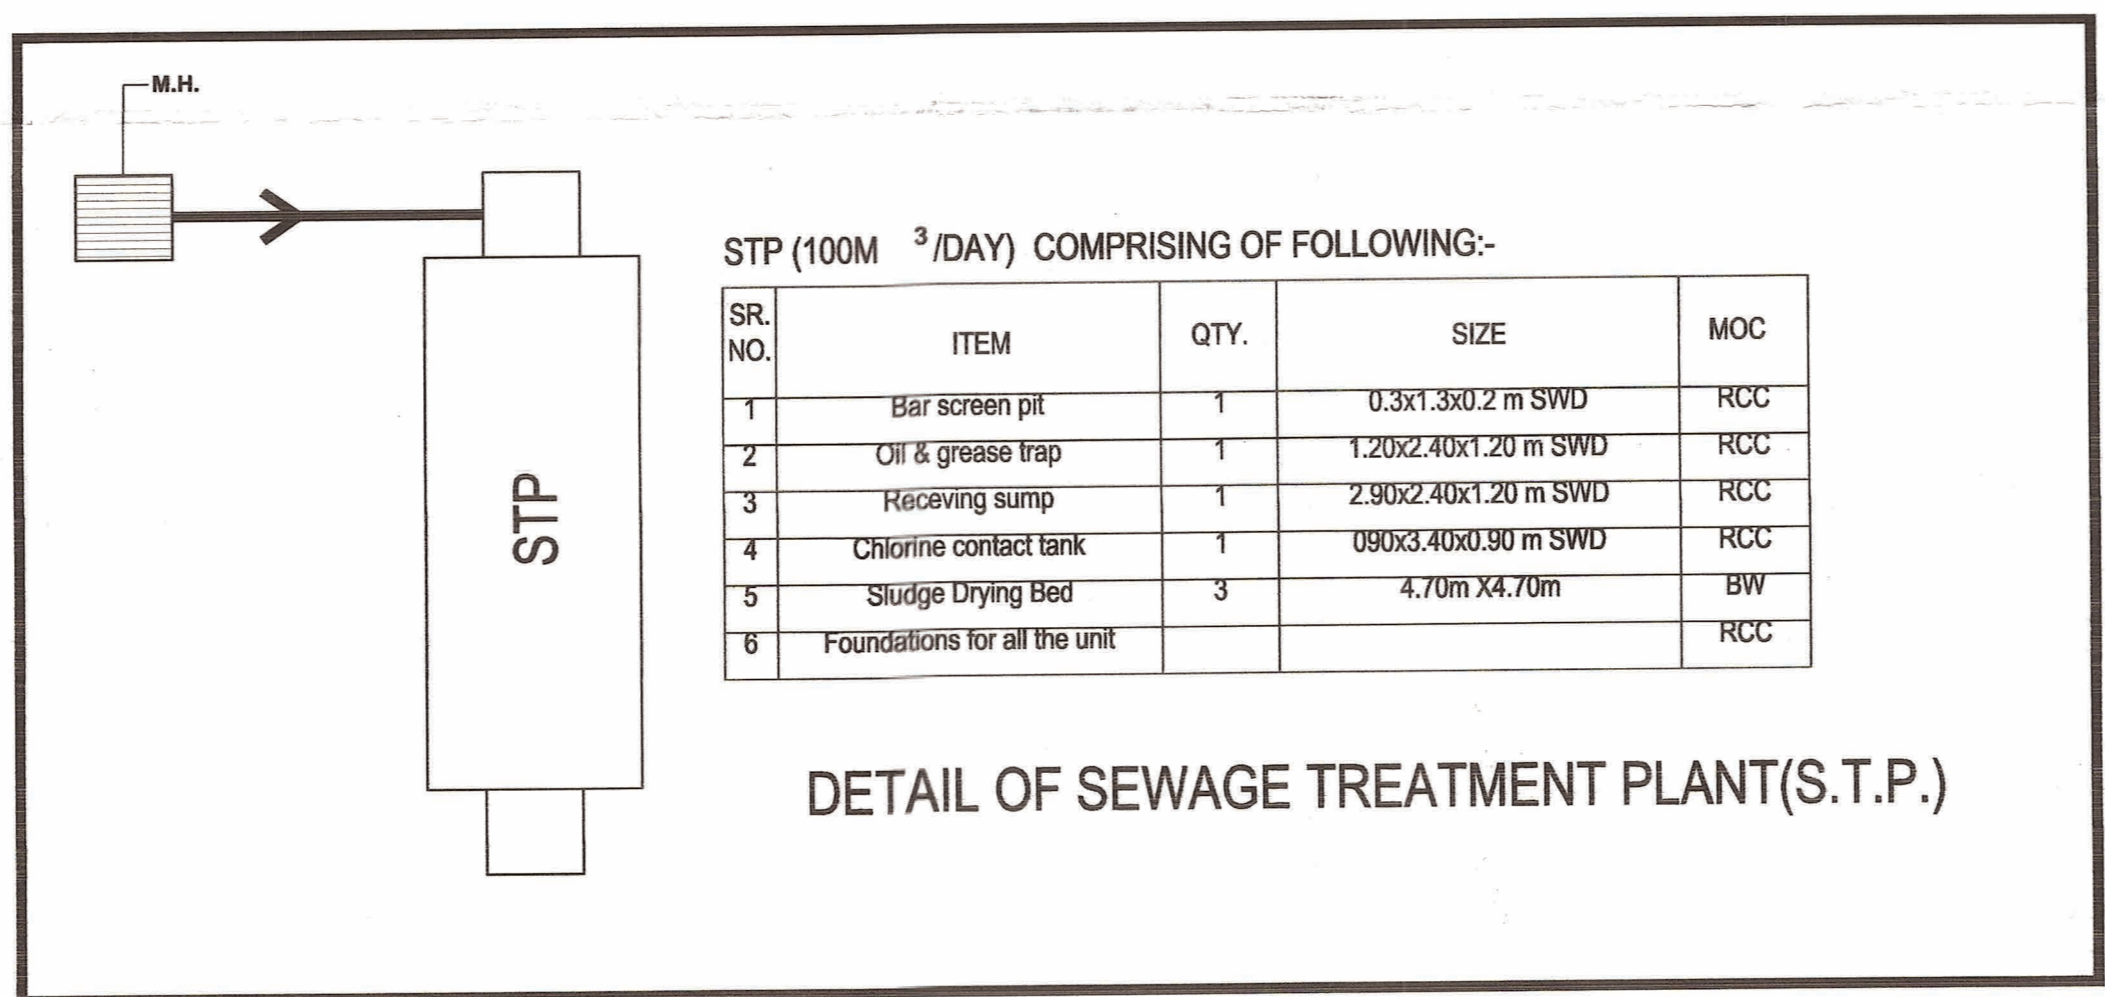 M.H.
STP
STP (100M ³/DAY) COMPRISING OF FOLLOWING:-
SR. NO. ITEM QTY. SIZE MOC
1 Bar screen pit 1 0.3x1.3x0.2 m SWD RCC
2 Oil & grease trap 1 1.20x2.40x1.20 m SWD RCC
3 Receving sump 1 2.90x2.40x1.20 m SWD RCC
4 Chlorine contact tank 1 090x3.40x0.90 m SWD RCC
5 Sludge Drying Bed 3 4.70m X4.70m BW
6 Foundations for all the unit RCC
DETAIL OF SEWAGE TREATMENT PLANT(S.T.P.)